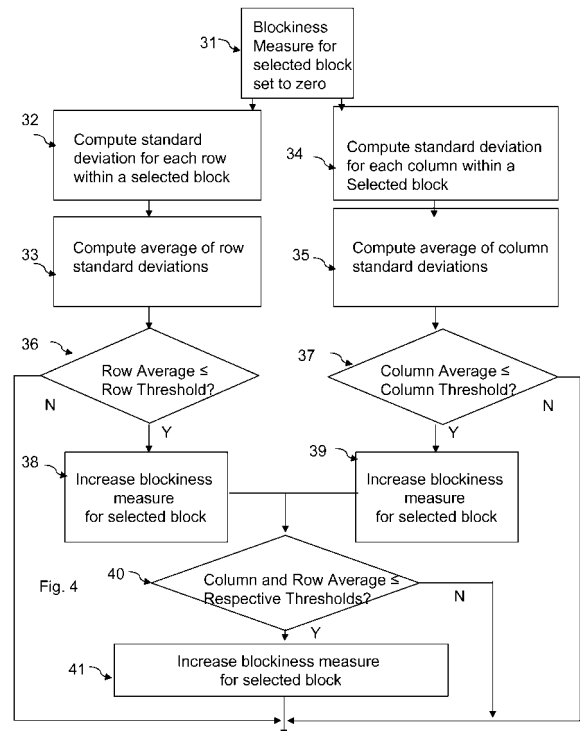 31
Blockiness
Measure for
selected block
set to zero
32
Compute standard
deviation for each row
within a selected block
34
Compute standard deviation
for each column within a
Selected block
33
Compute average of row
standard deviations
35
Compute average of column
standard deviations
36
Row Average ≤
Row Threshold?
N
Y
37
Column Average ≤
Column Threshold?
N
Y
38
Increase blockiness
measure
for selected block
39
Increase blockiness
measure
for selected block
Fig. 4
40
Column and Row Average ≤
Respective Thresholds?
N
Y
41
Increase blockiness measure
for selected block